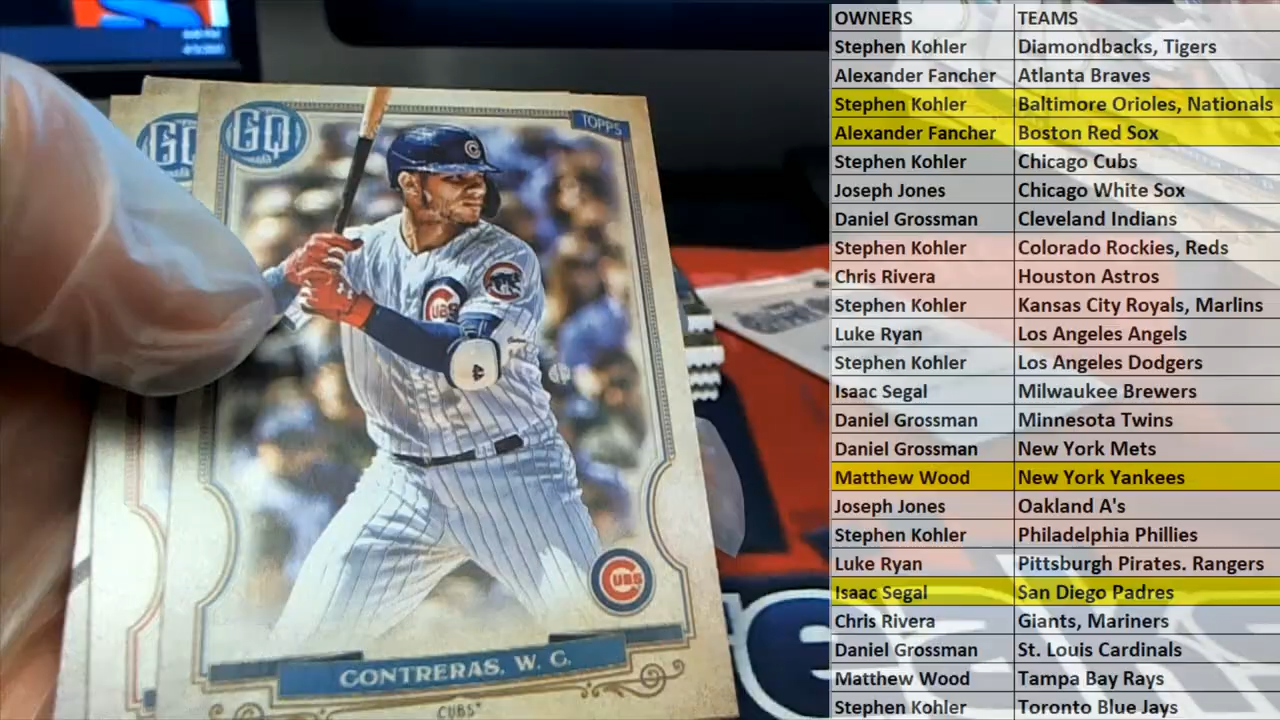 GQ
GQ
TOPPS
C
CUBS
4
CUBS
CONTRERAS, W. C.
CUBS
OWNERS TEAMS
Stephen Kohler Diamondbacks, Tigers
Alexander Fancher Atlanta Braves
Stephen Kohler Baltimore Orioles, Nationals
Alexander Fancher Boston Red Sox
Stephen Kohler Chicago Cubs
Joseph Jones Chicago White Sox
Daniel Grossman Cleveland Indians
Stephen Kohler Colorado Rockies, Reds
Chris Rivera Houston Astros
Stephen Kohler Kansas City Royals, Marlins
Luke Ryan Los Angeles Angels
Stephen Kohler Los Angeles Dodgers
Isaac Segal Milwaukee Brewers
Daniel Grossman Minnesota Twins
Daniel Grossman New York Mets
Matthew Wood New York Yankees
Joseph Jones Oakland A's
Stephen Kohler Philadelphia Phillies
Luke Ryan Pittsburgh Pirates. Rangers
Isaac Segal San Diego Padres
Chris Rivera Giants, Mariners
Daniel Grossman St. Louis Cardinals
Matthew Wood Tampa Bay Rays
Stephen Kohler Toronto Blue Jays